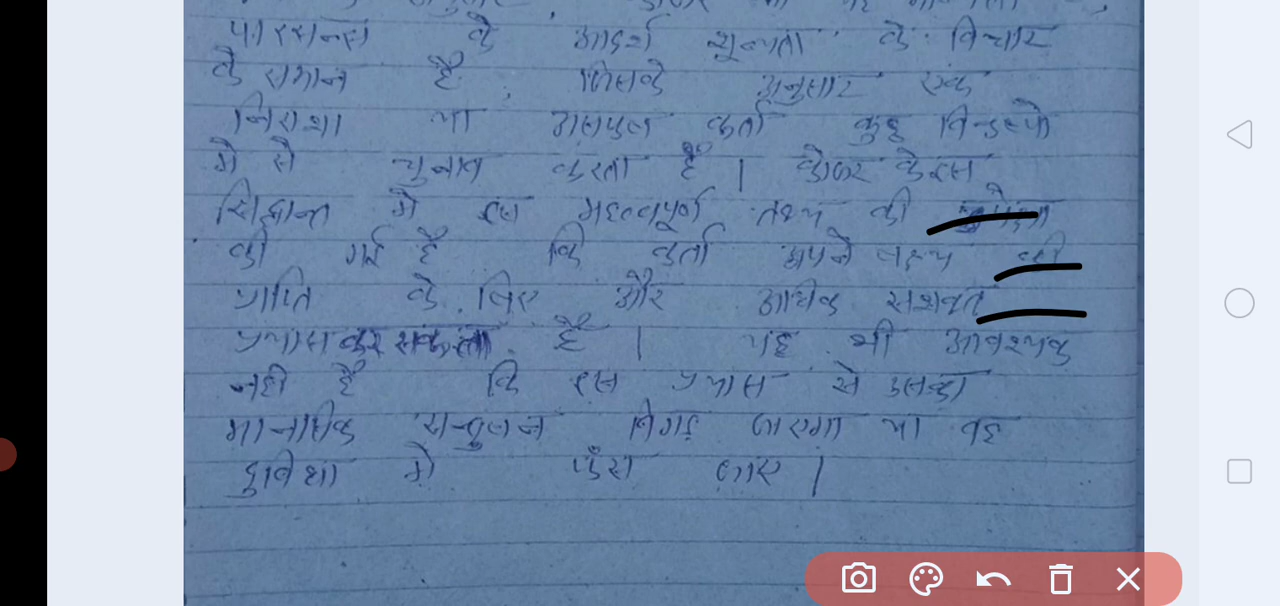 पारसन्स के आदर्श शून्यता के विचार
के समान है, जिसके अनुसार एक
निराशा या असफल कर्ता कुछ विकल्पो
मे से चुनाव करता है | के इस
सिद्धान्त मे इस महत्वपूर्ण तथ्य की
की गई है कि कर्ता अपने लक्ष्य की
प्राप्ति के लिए और अधिक सशक्त
प्रयास कर सकता है | यह भी आवश्यक
नही है कि इस प्रयास से उसका
मानसिक सन्तुलन बिगड़ जाएगा या वह
दुविधा मे फँस जाए |